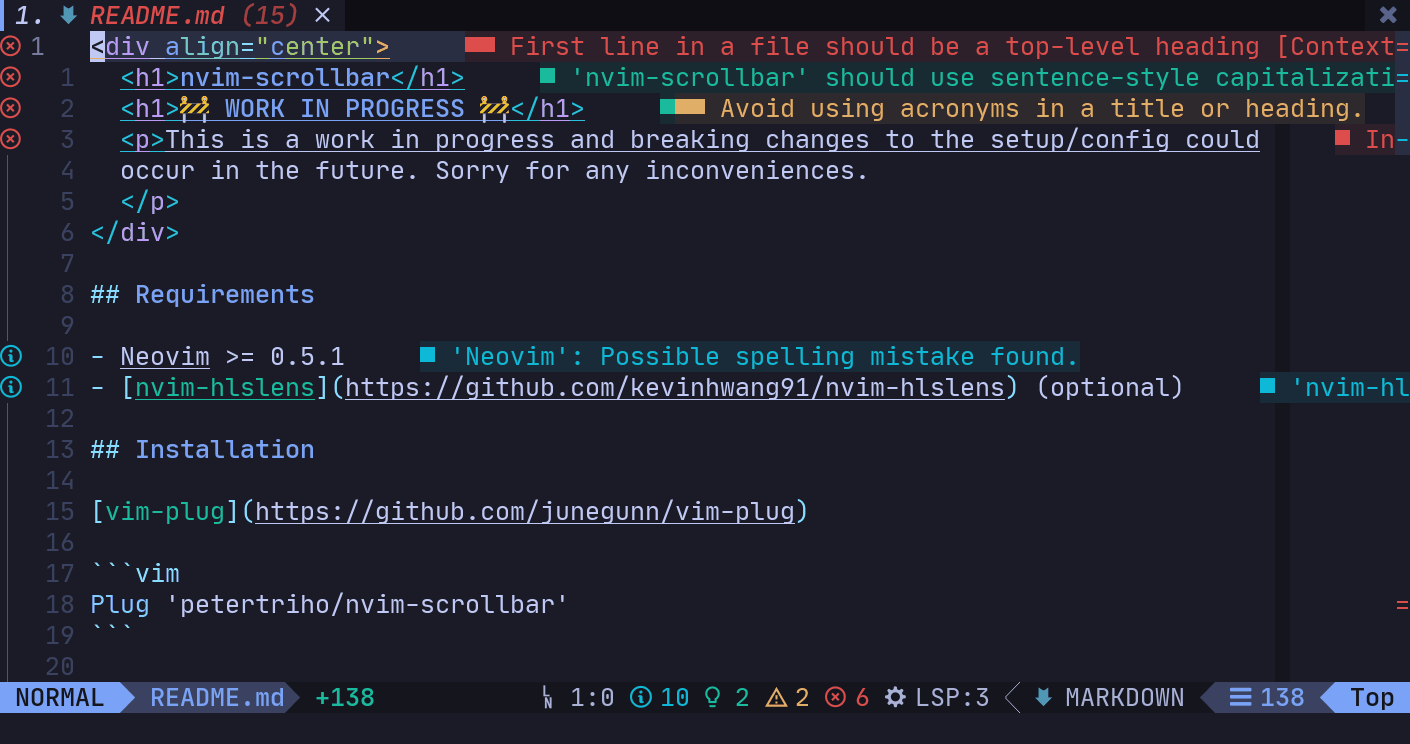 1. README.md (15) ×
1 <div align="center"> First line in a file should be a top-level heading [Context
1 <h1>nvim-scrollbar</h1> 'nvim-scrollbar' should use sentence-style capitalizati
2 <h1>🚧 WORK IN PROGRESS 🚧</h1> Avoid using acronyms in a title or heading.
3 <p>This is a work in progress and breaking changes to the setup/config could In
4 occur in the future. Sorry for any inconveniences.
5 </p>
6 </div>
7
8 ## Requirements
9
10 - Neovim >= 0.5.1 'Neovim': Possible spelling mistake found.
11 - [nvim-hlslens](https://github.com/kevinhwang91/nvim-hlslens) (optional) 'nvim-hl
12
13 ## Installation
14
15 [vim-plug](https://github.com/junegunn/vim-plug)
16
17 ```vim
18 Plug 'petertriho/nvim-scrollbar'
19 ```
20
NORMAL README.md +138 LN 1:0 10 2 2 6 LSP:3 MARKDOWN 138 Top